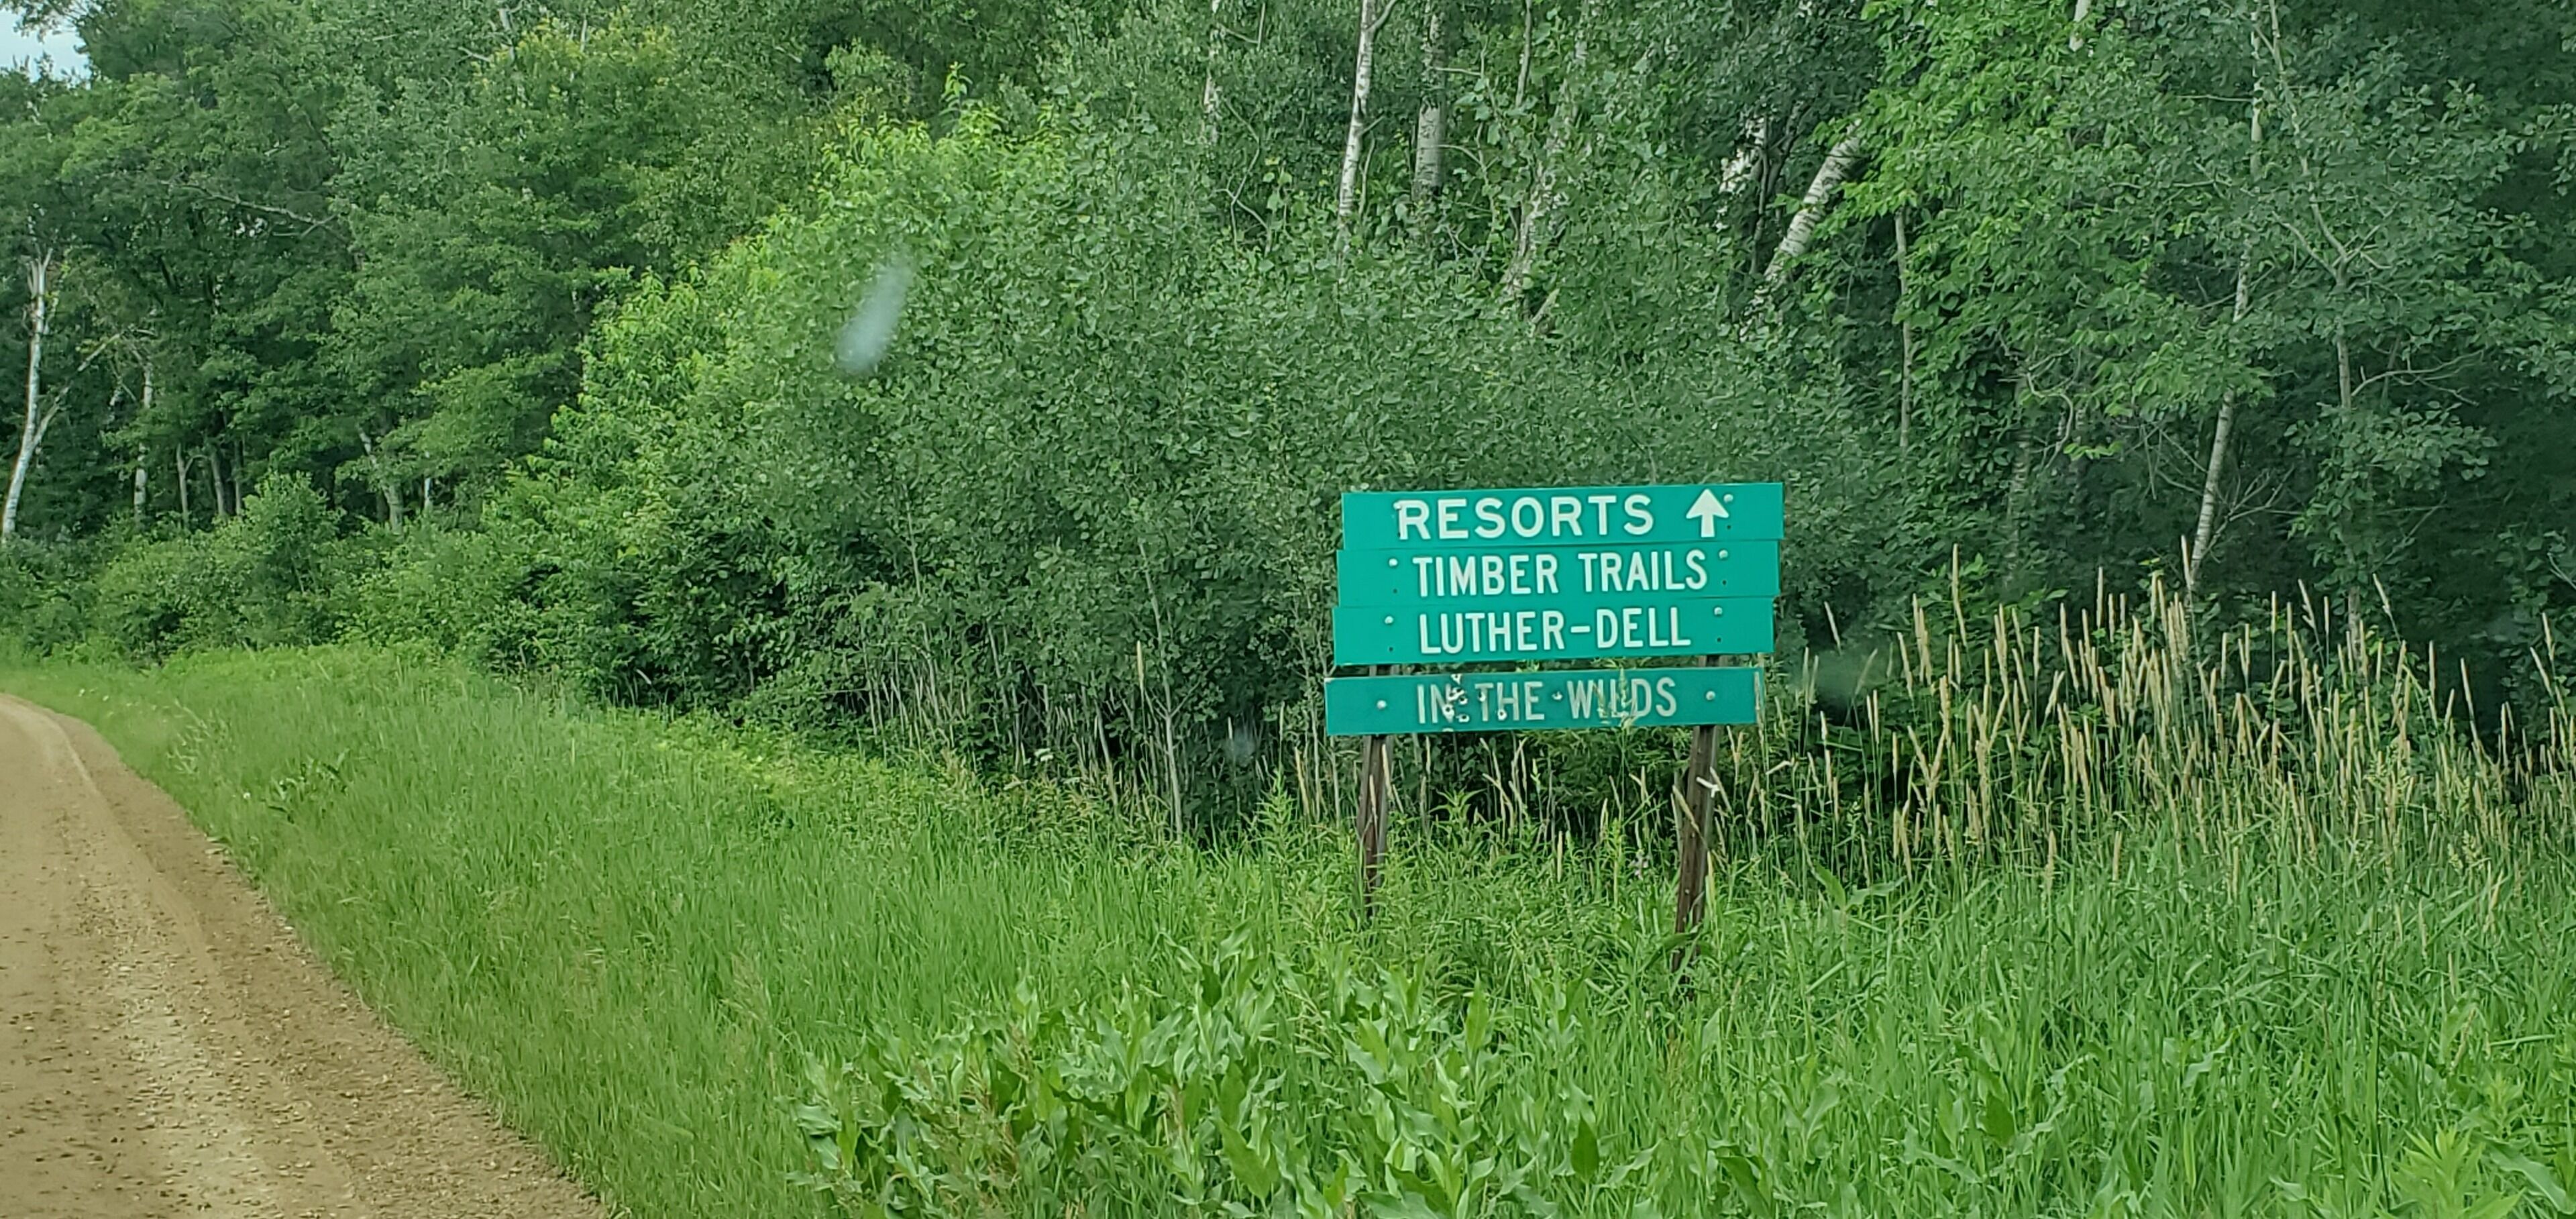 RESORTS ↑
TIMBER TRAILS
LUTHER-DELL
IN THE WILDS